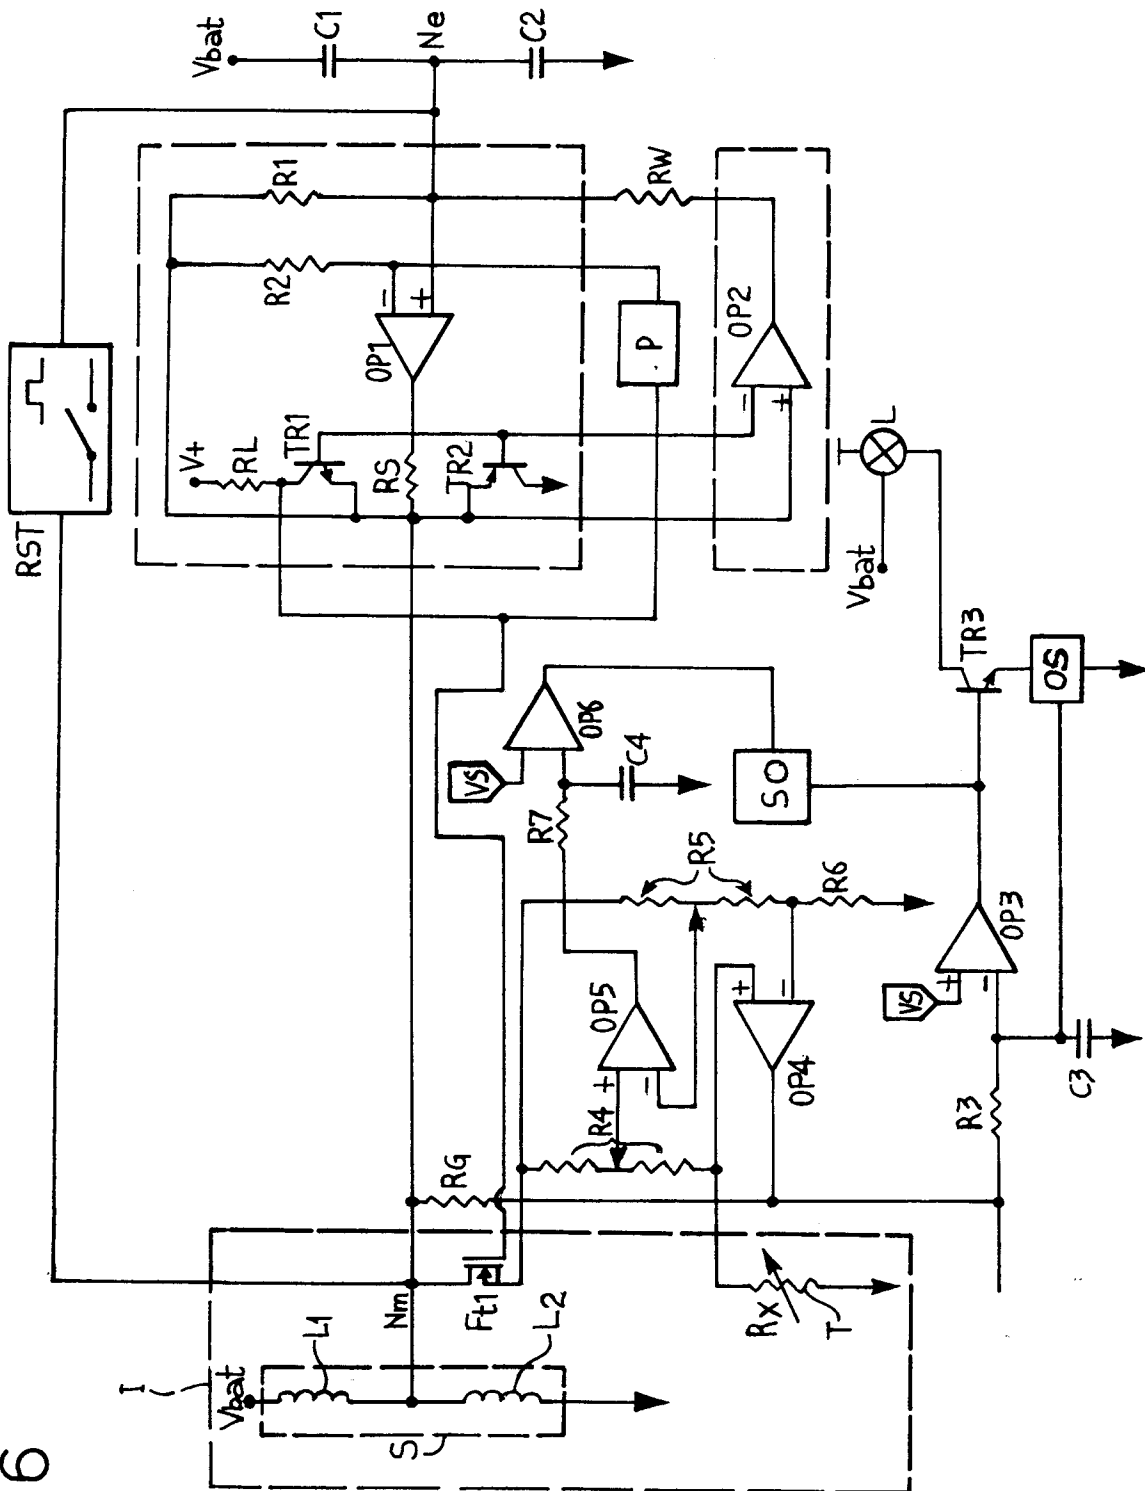 Vbat
C1
Ne
C2
RST
R1
R2
RW
-
+
OP1
P
OP2
-
+
V+
RL
TR1
RS
TR2
L
Vbat
TR3
OS
OP6
VS
C4
SO
R7
R5
R6
OP3
VS
+
-
OP5
+
-
+
-
OP4
R4
R3
C3
RG
Nm
Ft1
Rx
T
I
Vbat
L1
L2
S
6